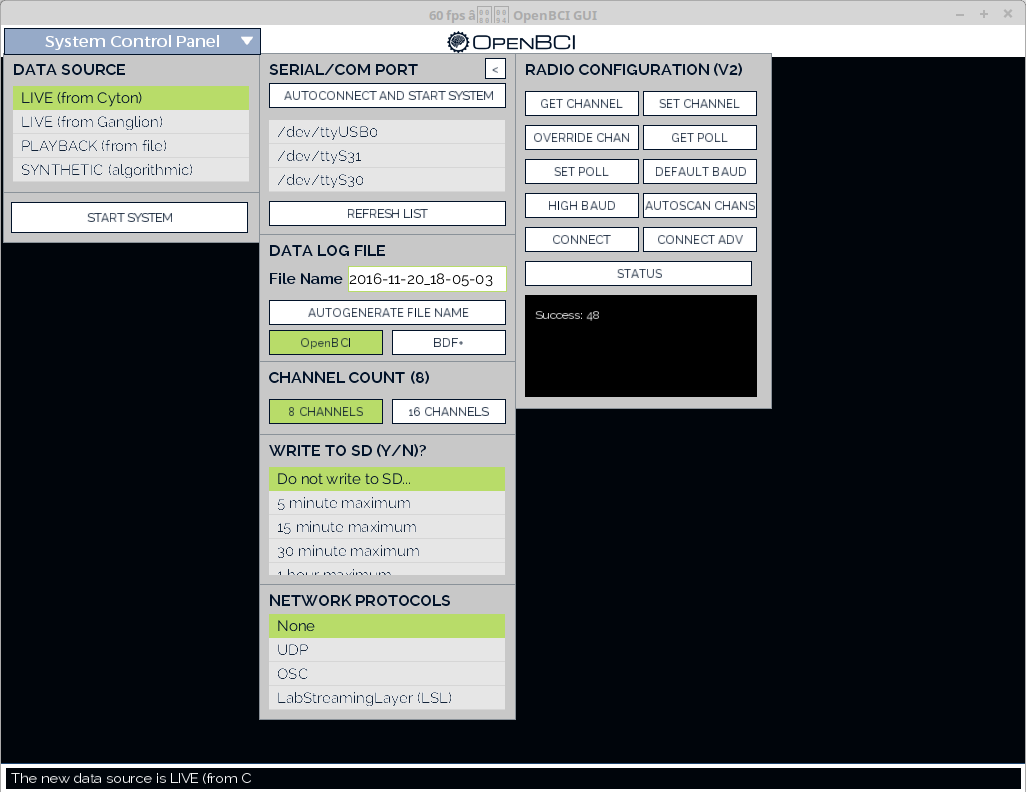 60 fps â OpenBCI GUI
System Control Panel
OpenBCI
DATA SOURCE
LIVE (from Cyton)
LIVE (from Ganglion)
PLAYBACK (from file)
SYNTHETIC (algorithmic)
START SYSTEM
SERIAL/COM PORT
<
AUTOCONNECT AND START SYSTEM
/dev/ttyUSB0
/dev/ttyS31
/dev/ttyS30
REFRESH LIST
DATA LOG FILE
File Name 2016-11-20_18-05-03
AUTOGENERATE FILE NAME
OpenBCI BDF+
CHANNEL COUNT (8)
8 CHANNELS 16 CHANNELS
WRITE TO SD (Y/N)?
Do not write to SD...
5 minute maximum
15 minute maximum
30 minute maximum
1 hour maximum
NETWORK PROTOCOLS
None
UDP
OSC
LabStreamingLayer (LSL)
RADIO CONFIGURATION (V2)
GET CHANNEL SET CHANNEL
OVERRIDE CHAN GET POLL
SET POLL DEFAULT BAUD
HIGH BAUD AUTOSCAN CHANS
CONNECT CONNECT ADV
STATUS
Success: 48
The new data source is LIVE (from C